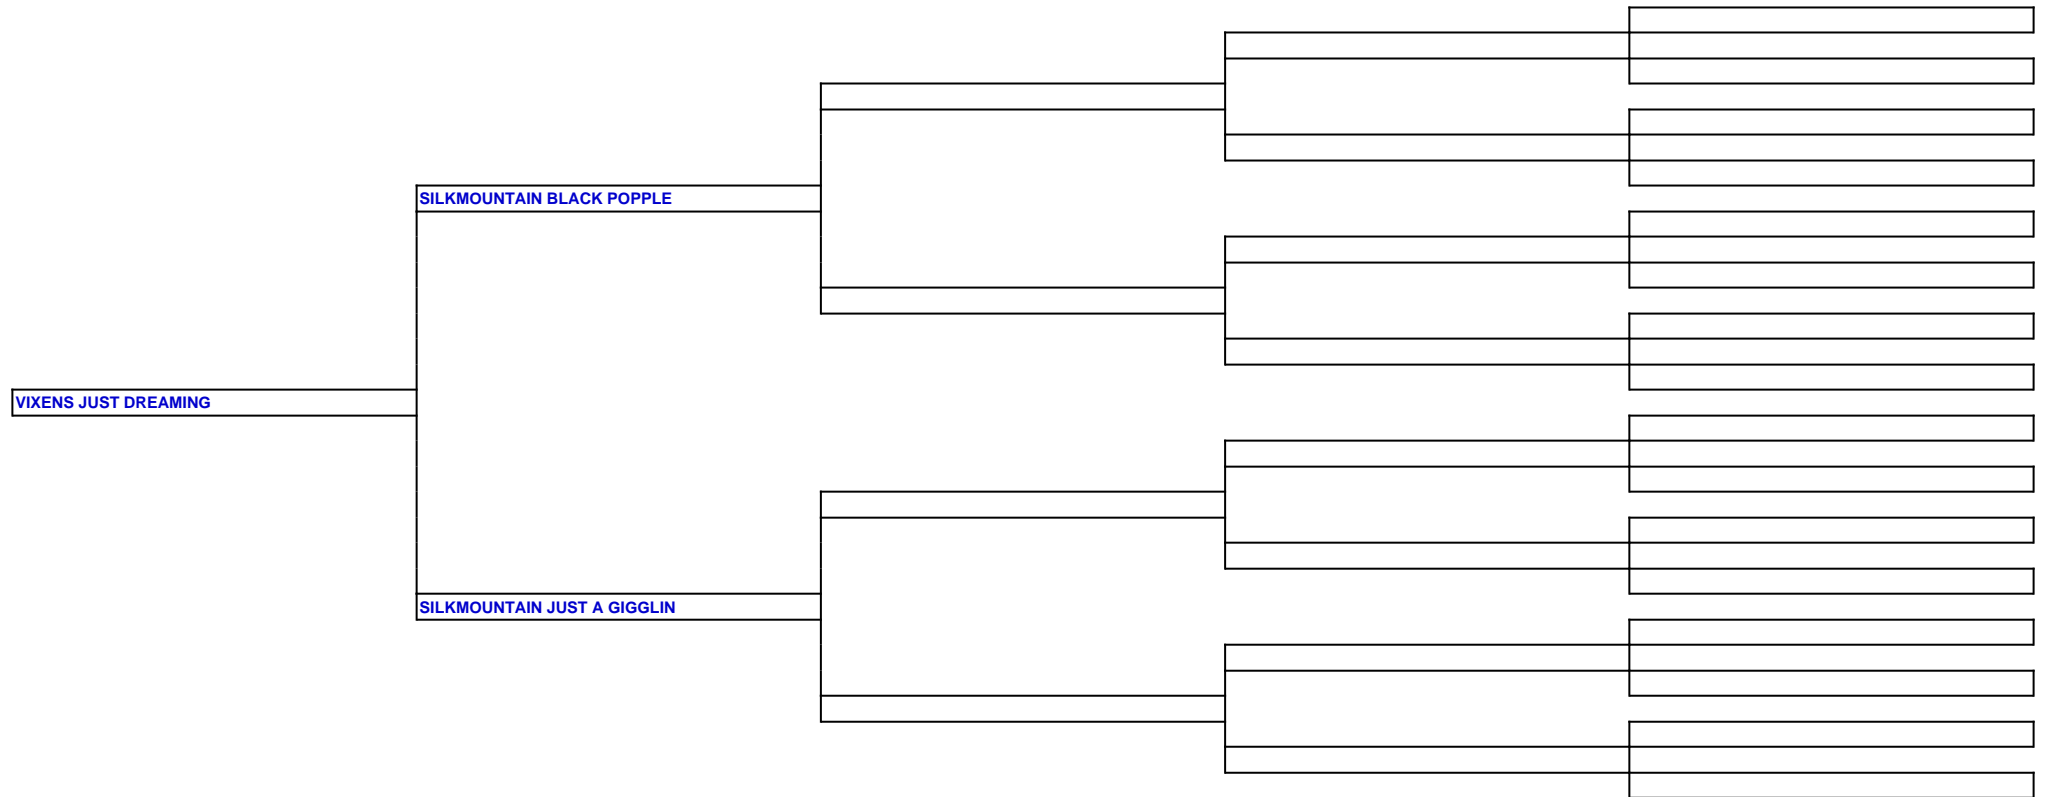 SILKMOUNTAIN BLACK POPPLE
VIXENS JUST DREAMING
SILKMOUNTAIN JUST A GIGGLIN